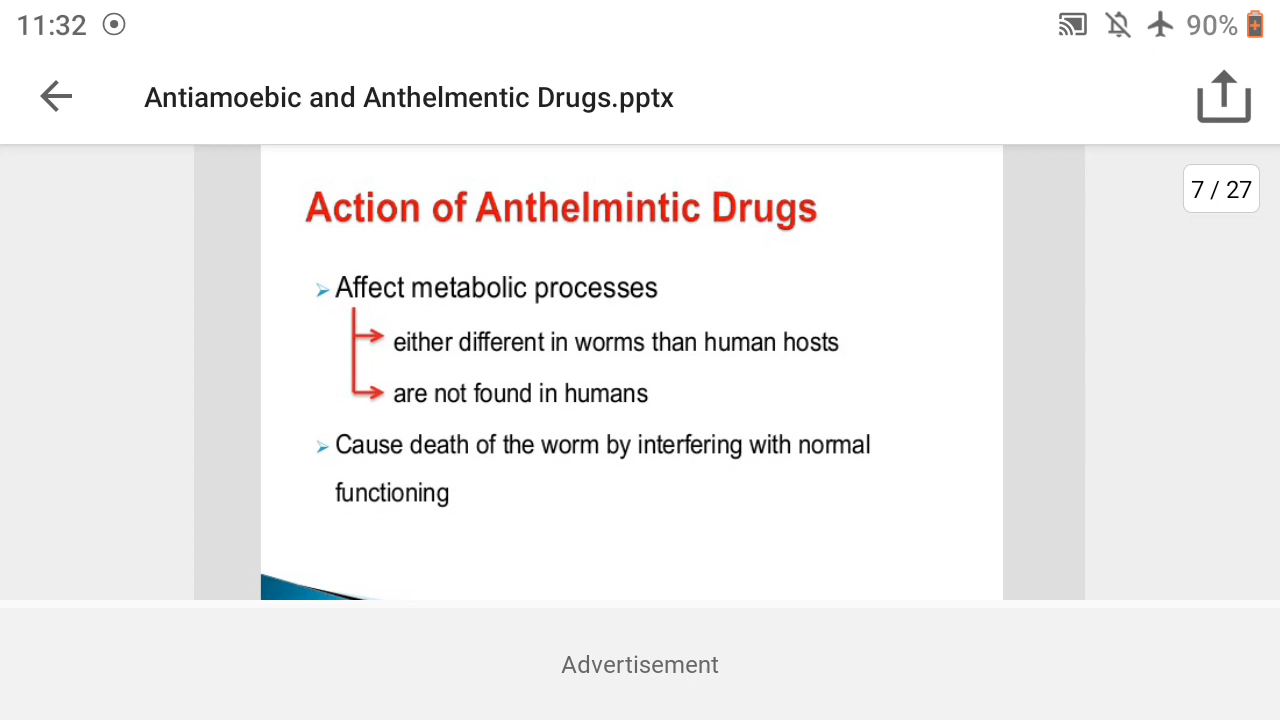 11:32
90%
Antiamoebic and Anthelmentic Drugs.pptx
7 / 27
Action of Anthelmintic Drugs
Affect metabolic processes
either different in worms than human hosts
are not found in humans
Cause death of the worm by interfering with normal
functioning
Advertisement